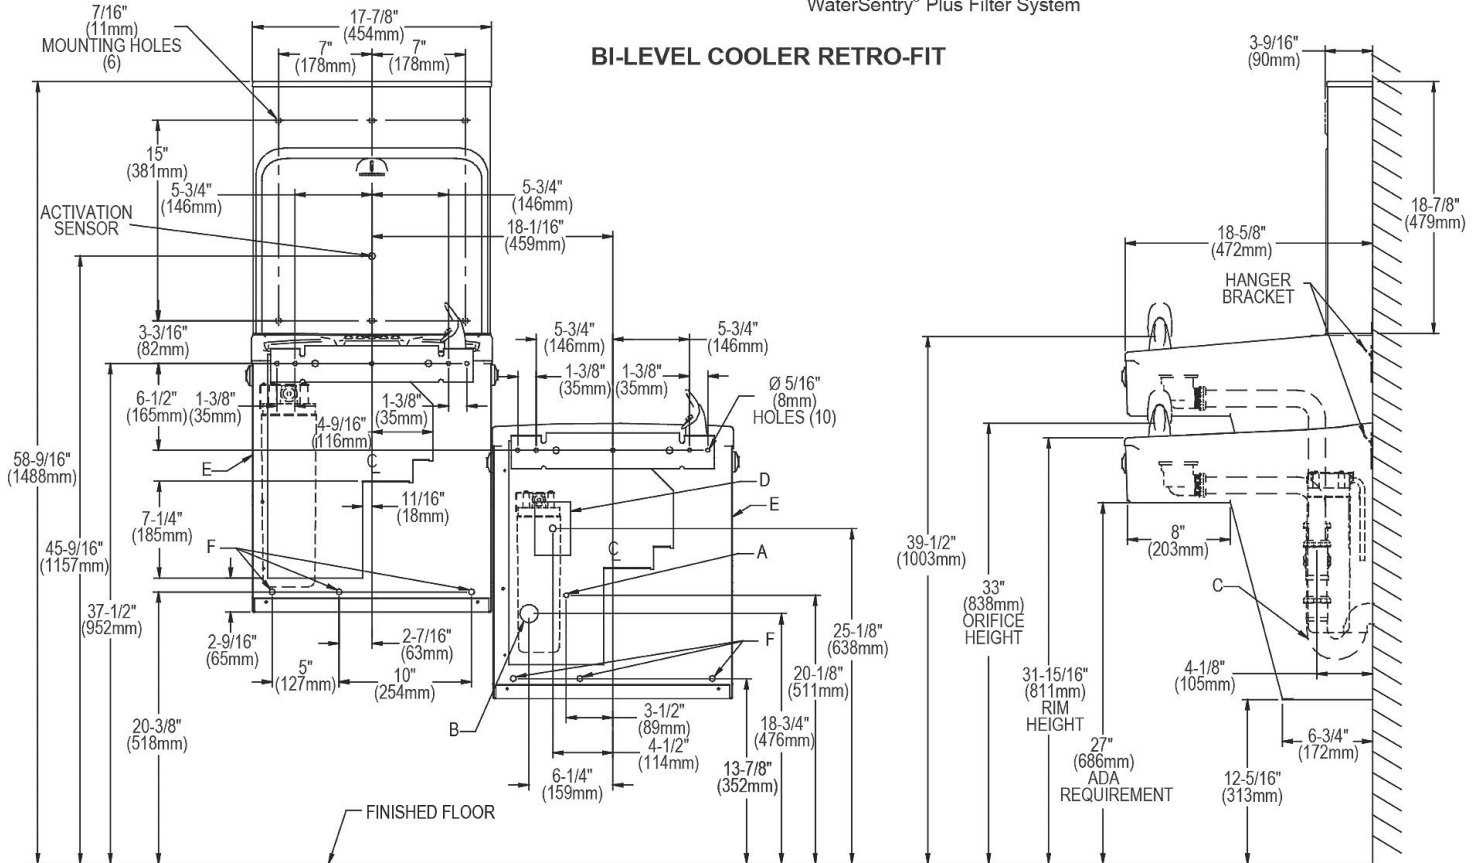 WaterSentry® Plus Filter System
BI-LEVEL COOLER RETRO-FIT
7/16"
(11mm)
MOUNTING HOLES
(6)
17-7/8"
(454mm)
7"
(178mm)
7"
(178mm)
3-9/16"
(90mm)
15"
(381mm)
5-3/4"
(146mm)
5-3/4"
(146mm)
ACTIVATION
SENSOR
18-1/16"
(459mm)
18-5/8"
(472mm)
18-7/8"
(479mm)
HANGER
BRACKET
3-3/16"
(82mm)
5-3/4"
(146mm)
5-3/4"
(146mm)
6-1/2"
(165mm)
1-3/8"
(35mm)
1-3/8"
(35mm)
1-3/8"
(35mm)
1-3/8"
(35mm)
Ø 5/16"
(8mm)
HOLES (10)
4-9/16"
(116mm)
58-9/16"
(1488mm)
E
C
11/16"
(18mm)
D
E
7-1/4"
(185mm)
F
C
A
45-9/16"
(1157mm)
39-1/2"
(1003mm)
8"
(203mm)
37-1/2"
(952mm)
33"
(838mm)
ORIFICE
HEIGHT
C
2-9/16"
(65mm)
2-7/16"
(63mm)
25-1/8"
(638mm)
F
5"
(127mm)
10"
(254mm)
20-1/8"
(511mm)
31-15/16"
(811mm)
RIM
HEIGHT
4-1/8"
(105mm)
20-3/8"
(518mm)
B
3-1/2"
(89mm)
18-3/4"
(476mm)
4-1/2"
(114mm)
27"
(686mm)
ADA
REQUIREMENT
6-3/4"
(172mm)
6-1/4"
(159mm)
13-7/8"
(352mm)
12-5/16"
(313mm)
FINISHED FLOOR